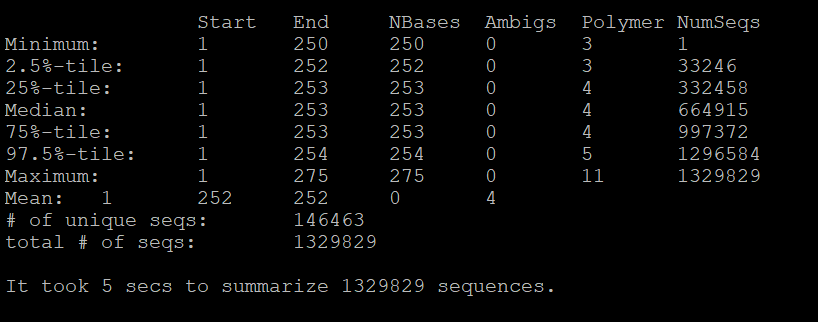 Start End NBases Ambigs Polymer NumSeqs
Minimum: 1 250 250 0 3 1
2.5%-tile: 1 252 252 0 3 33246
25%-tile: 1 253 253 0 4 332458
Median: 1 253 253 0 4 664915
75%-tile: 1 253 253 0 4 997372
97.5%-tile: 1 254 254 0 5 1296584
Maximum: 1 275 275 0 11 1329829
Mean: 1 252 252 0 4
# of unique seqs: 146463
total # of seqs: 1329829
It took 5 secs to summarize 1329829 sequences.